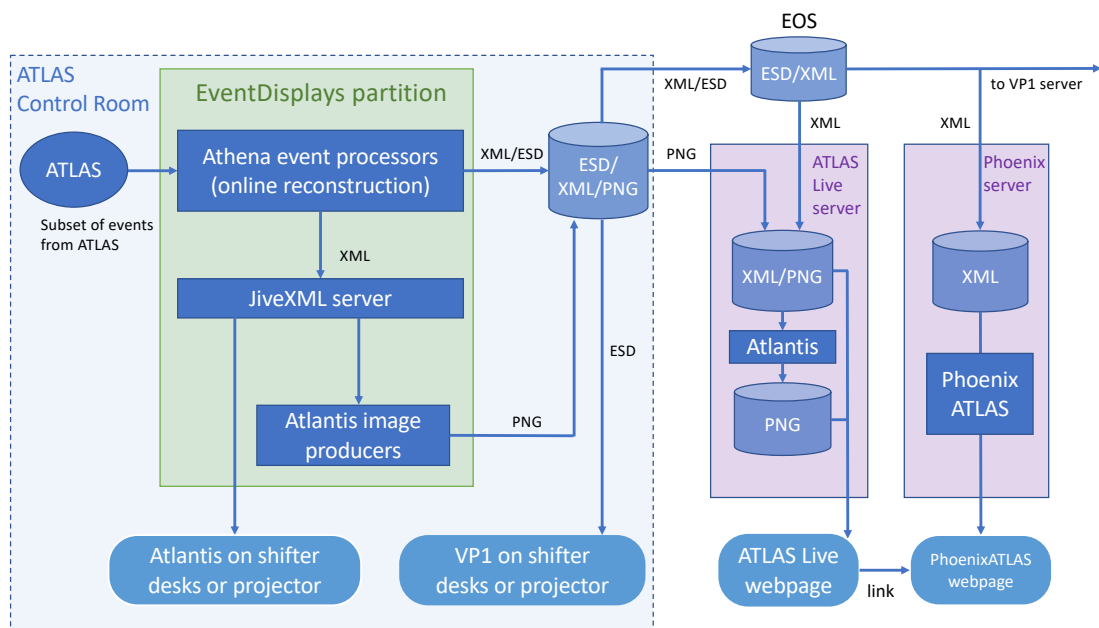 EOS
ATLAS
Control Room
EventDisplays partition
ATLAS
Subset of events
from ATLAS
Athena event processors
(online reconstruction)
XML/ESD
XML
JiveXML server
Atlantis image
producers
PNG
ESD/
XML/PNG
XML/ESD
ESD/XML
to VP1 server
PNG
XML
XML
ATLAS
Live
server
Phoenix
server
XML/PNG
Atlantis
PNG
XML
Phoenix
ATLAS
ESD
Atlantis on shifter
desks or projector
VP1 on shifter
desks or projector
ATLAS Live
webpage
link
PhoenixATLAS
webpage